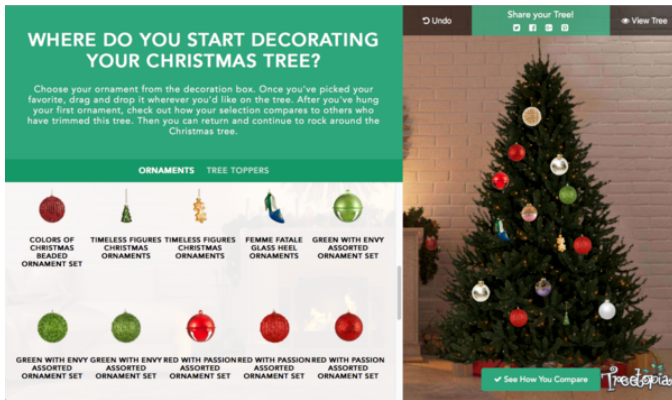 WHERE DO YOU START DECORATING
YOUR CHRISTMAS TREE?
Choose your ornament from the decoration box. Once you've picked your
favorite, drag and drop it wherever you'd like on the tree. After you've hung
your first ornament, check out how your selection compares to others who
have trimmed this tree. Then you can return and continue to rock around the
Christmas tree.
ORNAMENTS TREE TOPPERS
COLORS OF
CHRISTMAS
BEADED
ORNAMENT SET
TIMELESS FIGURES
CHRISTMAS
ORNAMENTS
TIMELESS FIGURES
CHRISTMAS
ORNAMENTS
FEMME FATALE
GLASS HEEL
ORNAMENTS
GREEN WITH ENVY
ASSORTED
ORNAMENT SET
GREEN WITH ENVY
ASSORTED
ORNAMENT SET
GREEN WITH ENVY
ASSORTED
ORNAMENT SET
RED WITH PASSION
ASSORTED
ORNAMENT SET
RED WITH PASSION
ASSORTED
ORNAMENT SET
RED WITH PASSION
ASSORTED
ORNAMENT SET
Undo
Share your Tree!
View Tree
See How You Compare
Treetopia